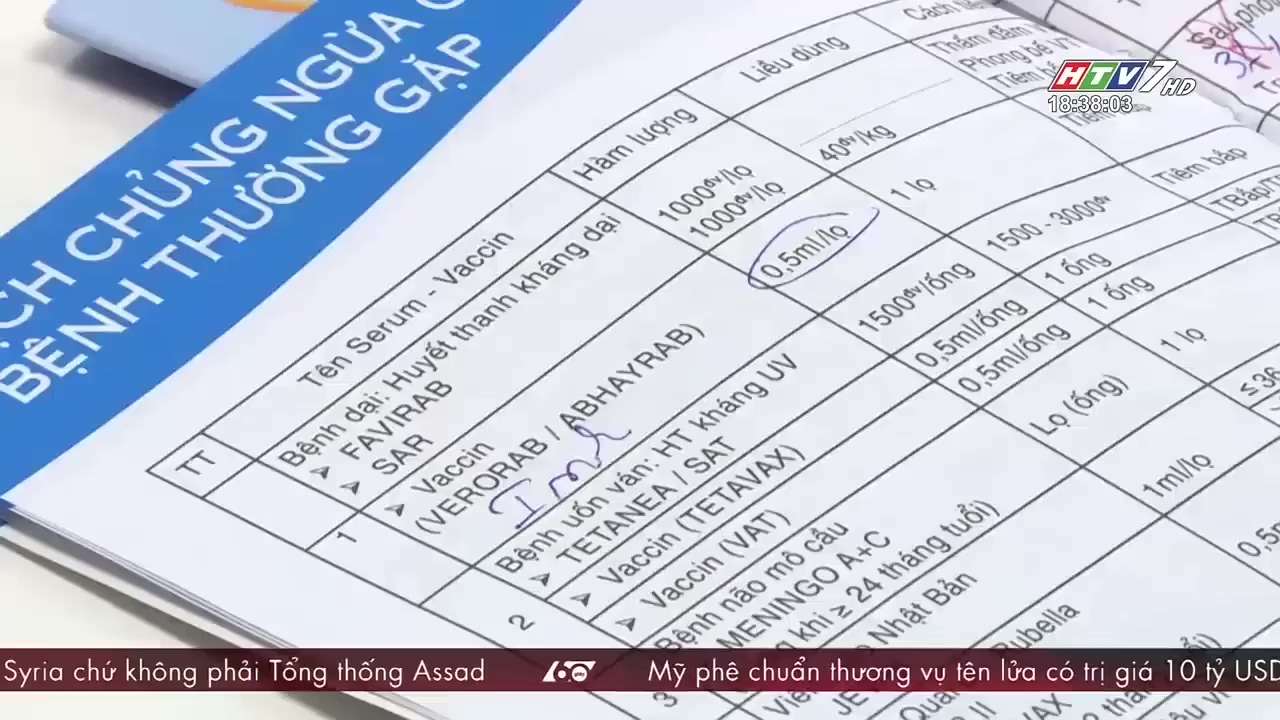 CH CHỦNG NGỪA
BỆNH THƯỜNG GẶP
HTV7 HD
18:38:03
TT
Tên Serum - Vaccin
Hàm lượng
Liều dùng
Cách
1
Bệnh dại: Huyết thanh kháng dại
➤ FAVIRAB
1000đv/lọ
40đv/kg
➤ SAR
1000đv/lọ
Thấm đẫm
Phong bế VT
Tiêm
➤ Vaccin
(VERORAB / ABHAYRAB)
0,5ml/lọ
1 lọ
2
Bệnh uốn ván: HT kháng UV
➤ TETANEA / SAT
1500đv/ống
1500 - 3000đv
Tiêm bắp
➤ Vaccin (TETAVAX)
0,5ml/ống
1 ống
➤ Vaccin (VAT)
0,5ml/ống
1 ống
3
Bệnh não mô cầu
MENINGO A+C
khi ≥ 24 tháng tuổi)
Lọ (ống)
1 lọ
Nhật Bản
1ml/lọ
≤ 36
Rubella
Syria chứ không phải Tổng thống Assad
60 giây
Mỹ phê chuẩn thương vụ tên lửa có trị giá 10 tỷ USD